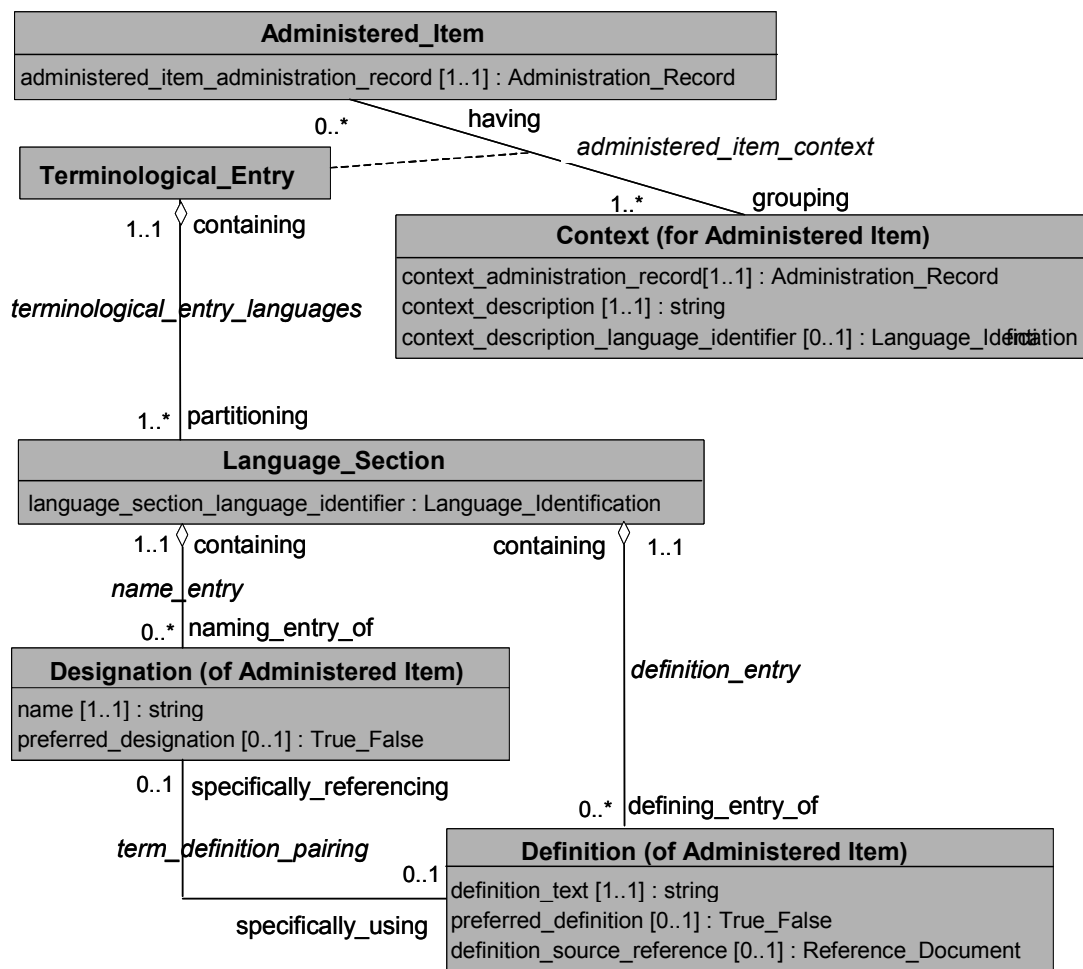 Administered_Item
administered_item_administration_record [1..1] : Administration_Record
0..*
having
administered_item_context
Terminological_Entry
1..*
grouping
1..1
containing
Context (for Administered Item)
context_administration_record[1..1] : Administration_Record
context_description [1..1] : string
context_description_language_identifier [0..1] : Language_Identification
terminological_entry_languages
1..*
partitioning
Language_Section
language_section_language_identifier : Language_Identification
1..1
containing
containing
1..1
name_entry
0..*
naming_entry_of
Designation (of Administered Item)
name [1..1] : string
preferred_designation [0..1] : True_False
definition_entry
0..1
specifically_referencing
0..*
defining_entry_of
term_definition_pairing
0..1
specifically_using
Definition (of Administered Item)
definition_text [1..1] : string
preferred_definition [0..1] : True_False
definition_source_reference [0..1] : Reference_Document